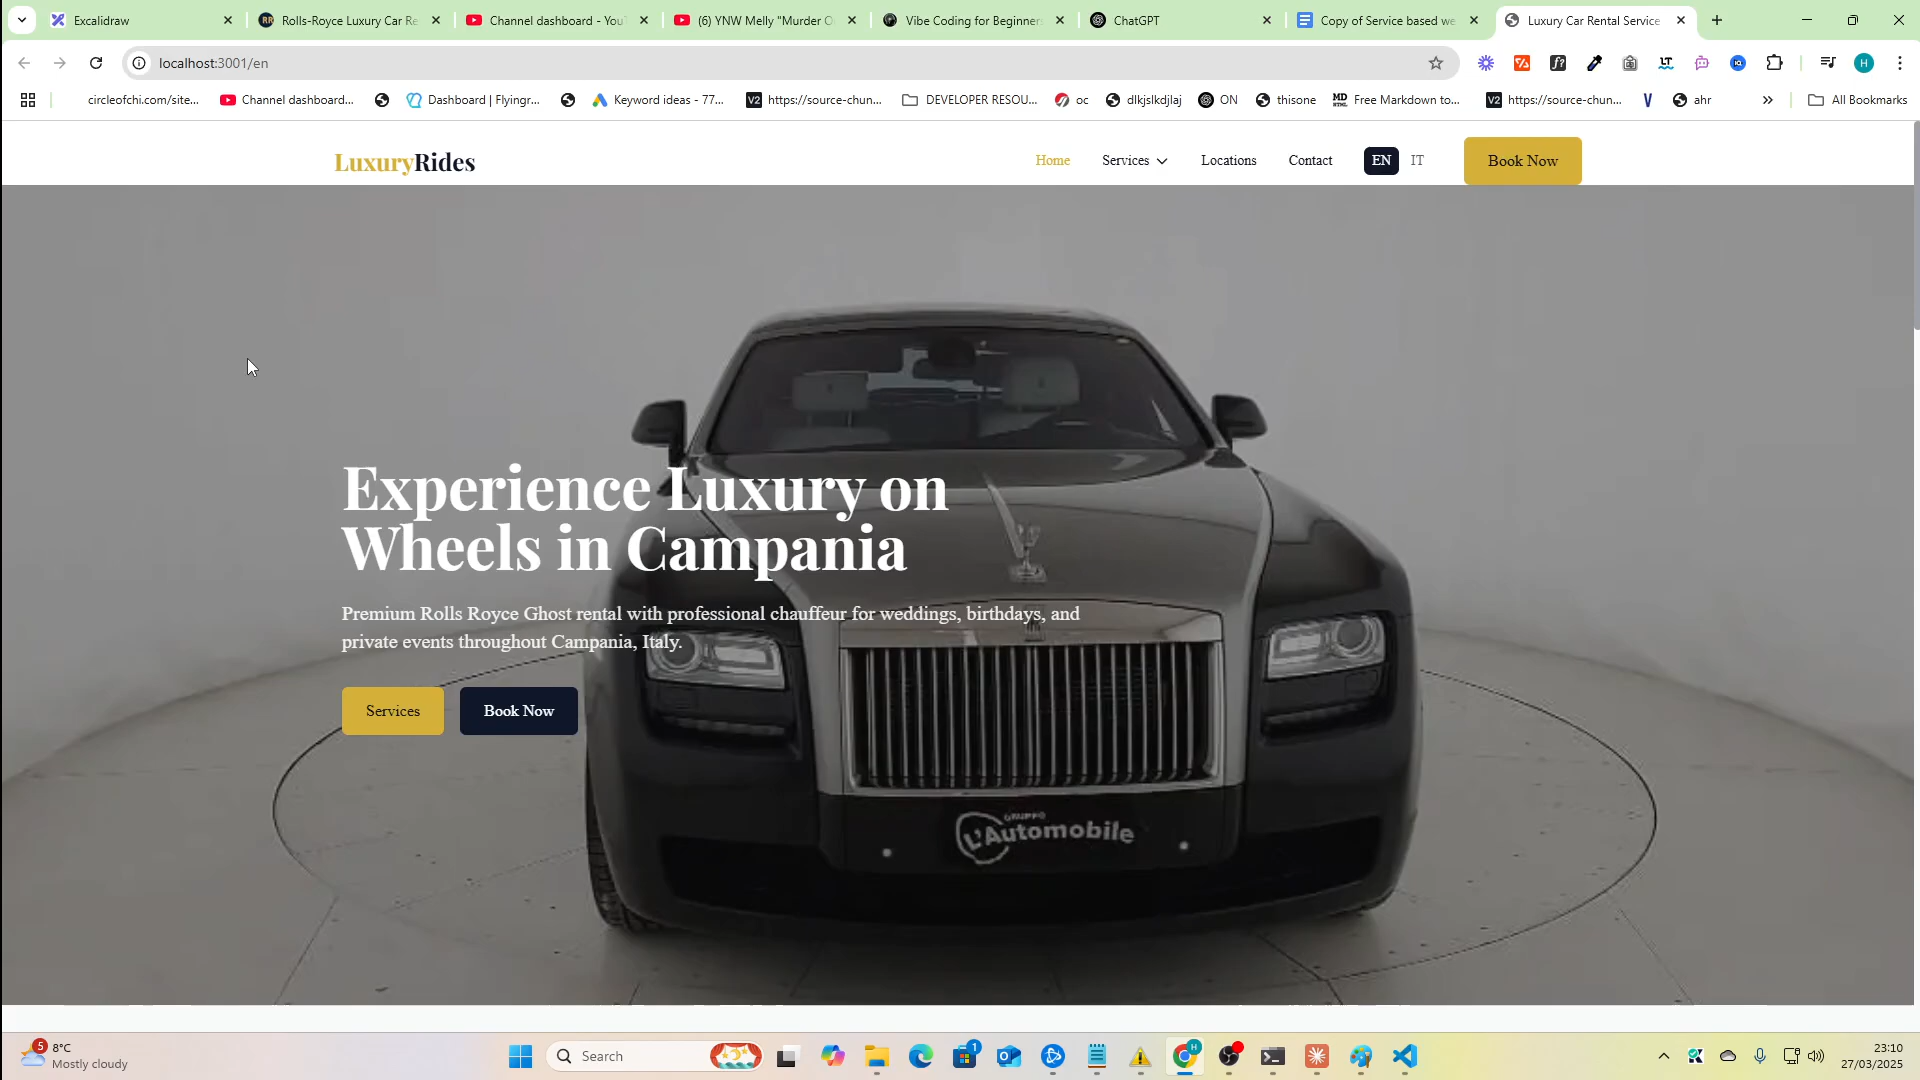 Excalidraw
Rolls-Royce Luxury Car Re
Channel dashboard - You
(6) YNW Melly "Murder O
Vibe Coding for Beginner
ChatGPT
Copy of Service based we
Luxury Car Rental Service
localhost:3001/en
circleofchi.com/site...
Channel dashboard...
Dashboard | Flyingr...
Keyword ideas - 77...
https://source-chun...
DEVELOPER RESOU...
oc
dlkjslkdjlaj
ON
thisone
Free Markdown to...
https://source-chun...
ahr
All Bookmarks
LuxuryRides
Home
Services
Locations
Contact
EN
IT
Book Now
Experience Luxury on
Wheels in Campania
Premium Rolls Royce Ghost rental with professional chauffeur for weddings, birthdays, and
private events throughout Campania, Italy.
Services
Book Now
GRUPPO
L'Automobile
5
8°C
Mostly cloudy
Search
1
H
23:10
27/03/2025